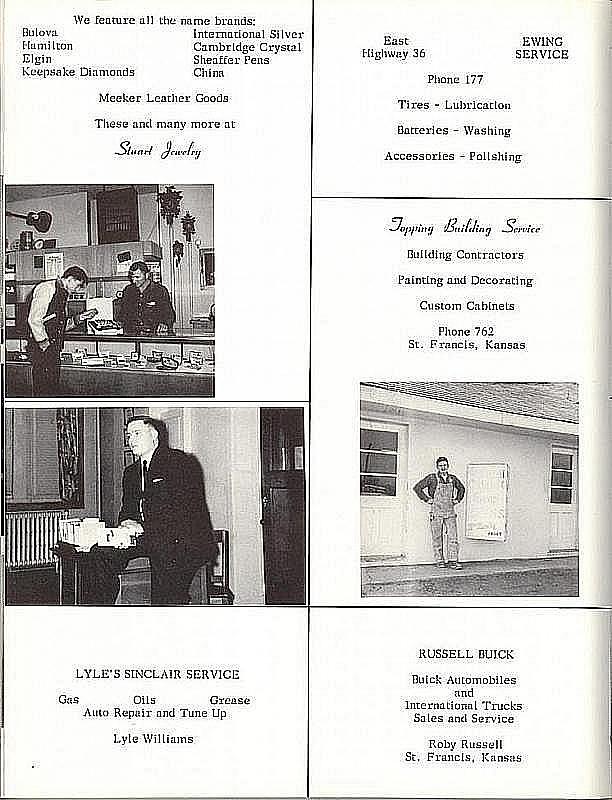 We feature all the name brands:
Bulova International Silver
Hamilton Cambridge Crystal
Elgin Sheaffer Pens
Keepsake Diamonds China
Meeker Leather Goods
These and many more at
Stuart Jewelry
LYLE'S SINCLAIR SERVICE
Gas Oils Grease
Auto Repair and Tune Up
Lyle Williams
East EWING
Highway 36 SERVICE
Phone 177
Tires - Lubrication
Batteries - Washing
Accessories - Polishing
Topping Building Service
Building Contractors
Painting and Decorating
Custom Cabinets
Phone 762
St. Francis, Kansas
RUSSELL BUICK
Buick Automobiles
and
International Trucks
Sales and Service
Roby Russell
St. Francis, Kansas